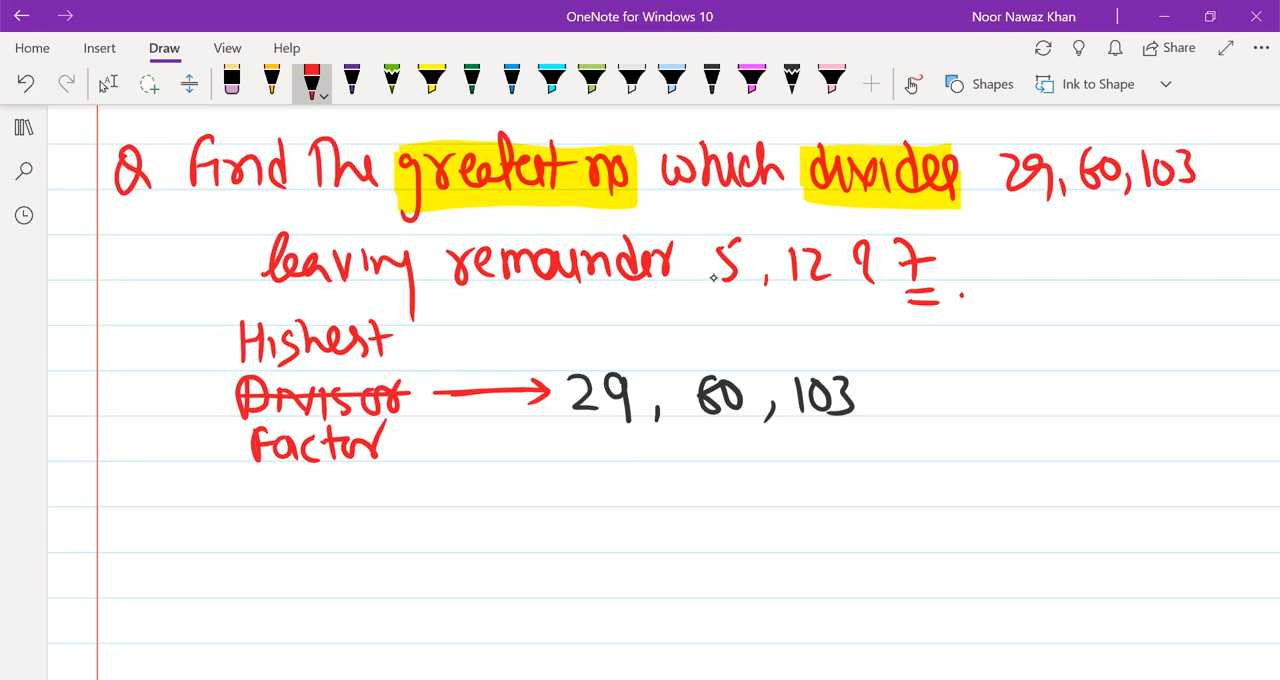 OneNote for Windows 10
Noor Nawaz Khan
Home Insert Draw View Help
Share
Shapes
Ink to Shape
Q Find The greatest no which divides 29, 60, 103
leaving remainder 5, 12 & 7.
Highest
Divisor → 29, 60, 103
Factor